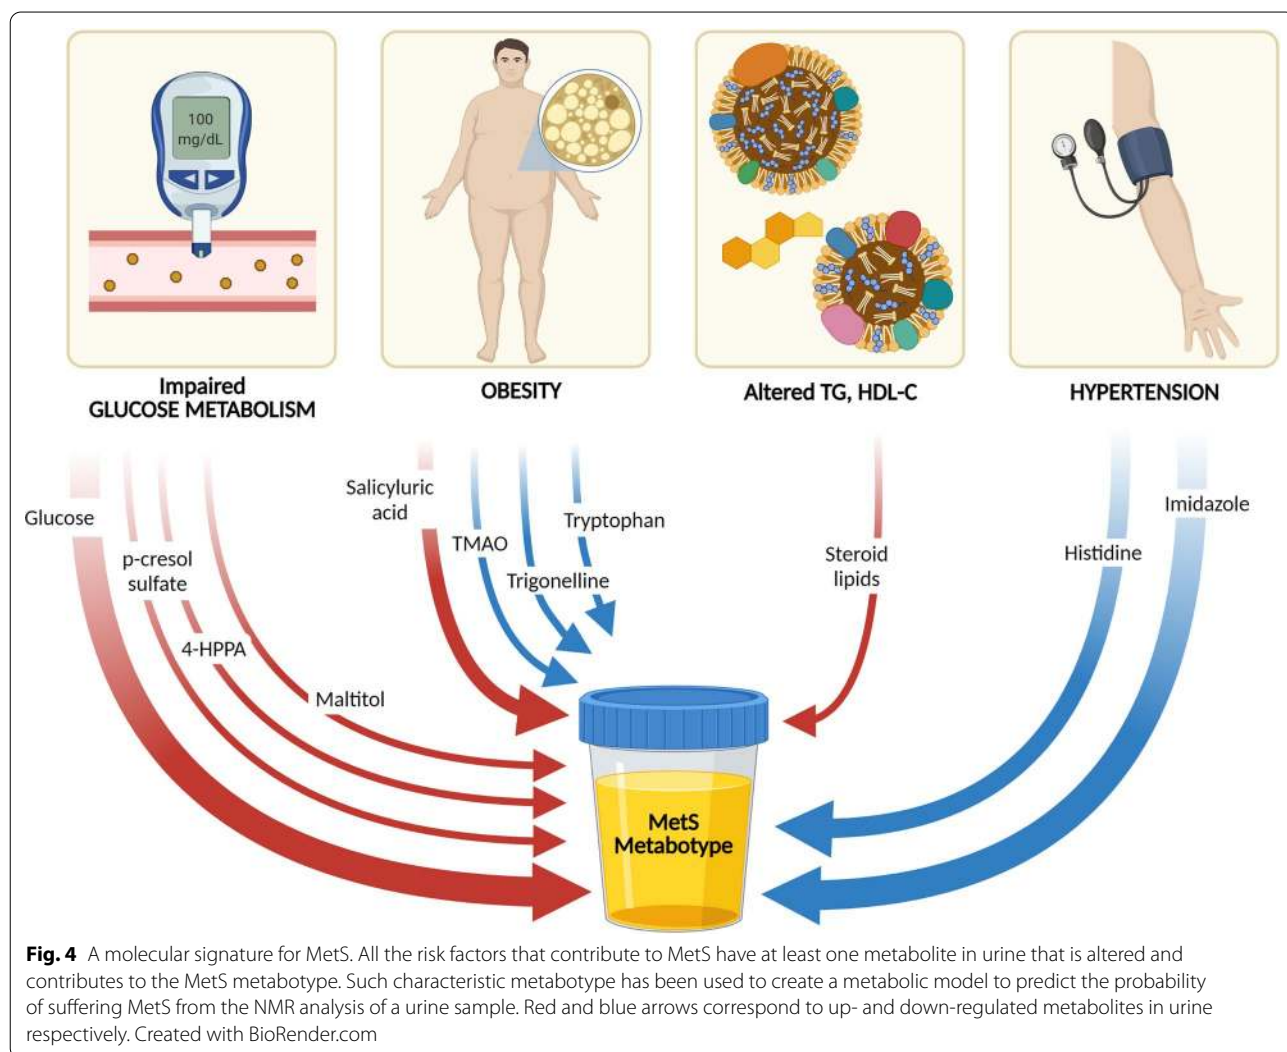 100
mg/dL
Impaired
GLUCOSE METABOLISM
OBESITY
Altered TG, HDL-C
HYPERTENSION
Glucose
p-cresol
sulfate
4-HPPA
Maltitol
Salicyluric
acid
TMAO
Trigonelline
Tryptophan
Steroid
lipids
Histidine
Imidazole
MetS
Metabotype
Fig. 4 A molecular signature for MetS. All the risk factors that contribute to MetS have at least one metabolite in urine that is altered and
contributes to the MetS metabotype. Such characteristic metabotype has been used to create a metabolic model to predict the probability
of suffering MetS from the NMR analysis of a urine sample. Red and blue arrows correspond to up- and down-regulated metabolites in urine
respectively. Created with BioRender.com